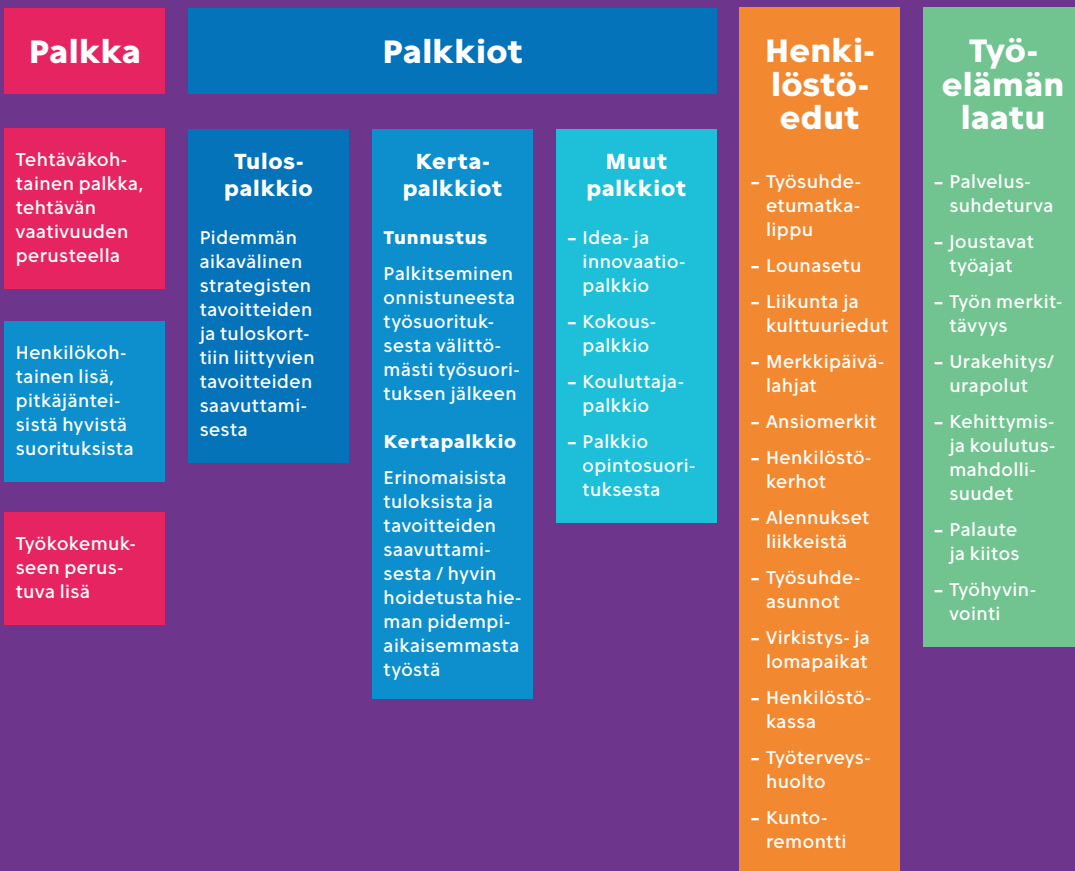 Palkka
Tehtäväkoh-
tainen palkka,
tehtävän
vaativuuden
perusteella
Henkilökoh-
tainen lisä,
pitkäjäntei-
sistä hyvistä
suorituksista
Työkokemuk-
seen perus-
tuva lisä
Palkkiot
Tulos-
palkkio
Pidemmän
aikavälinen
strategisten
tavoitteiden
ja tuloskort-
tiin liittyvien
tavoitteiden
saavuttami-
sesta
Kerta-
palkkiot
Tunnustus
Palkitseminen
onnistuneesta
työsuorituk-
sesta välittö-
mästi työsuori-
tuksen jälkeen
Kertapalkkio
Erinomaisista
tuloksista ja
tavoitteiden
saavuttami-
sesta / hyvin
hoidetusta hie-
man pidempi-
aikaisemmasta
työstä
Muut
palkkiot
– Idea- ja
innovaatio-
palkkio
– Kokous-
palkkio
– Kouluttaja-
palkkio
– Palkkio
opintosuori-
tuksesta
Henki-
löstö-
edut
– Työsuhde-
etumatka-
lippu
– Lounasetu
– Liikunta ja
kulttuuriedut
– Merkkipäivä-
lahjat
– Ansiomerkit
– Henkilöstö-
kerhot
– Alennukset
liikkeistä
– Työsuhde-
asunnot
– Virkistys- ja
lomapaikat
– Henkilöstö-
kassa
– Työterveys-
huolto
– Kunto-
remontti
Työ-
elämän
laatu
– Palvelus-
suhdeturva
– Joustavat
työajat
– Työn merkit-
tävyys
– Urakehitys/
urapolut
– Kehittymis-
ja koulutus-
mahdolli-
suudet
– Palaute
ja kiitos
– Työhyvin-
vointi